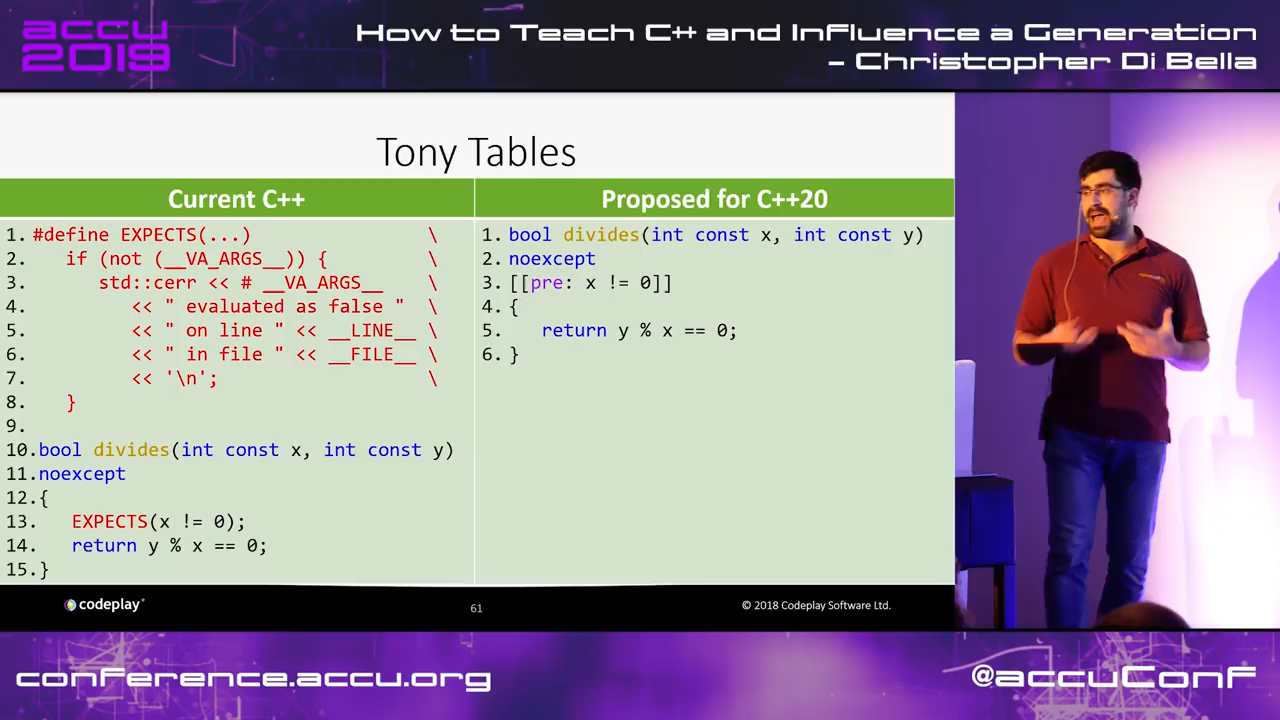 accu
2019
How to Teach C++ and Influence a Generation
– Christopher Di Bella
Tony Tables
Current C++
1. #define EXPECTS(...) \
2. if (not (__VA_ARGS__)) { \
3. std::cerr << # __VA_ARGS__ \
4. << " evaluated as false " \
5. << " on line " << __LINE__ \
6. << " in file " << __FILE__ \
7. << '\n'; \
8. }
9.
10.bool divides(int const x, int const y)
11.noexcept
12.{
13. EXPECTS(x != 0);
14. return y % x == 0;
15.}
Proposed for C++20
1. bool divides(int const x, int const y)
2. noexcept
3. [[pre: x != 0]]
4. {
5. return y % x == 0;
6. }
codeplay
61
© 2018 Codeplay Software Ltd.
conference.accu.org
@accuConf